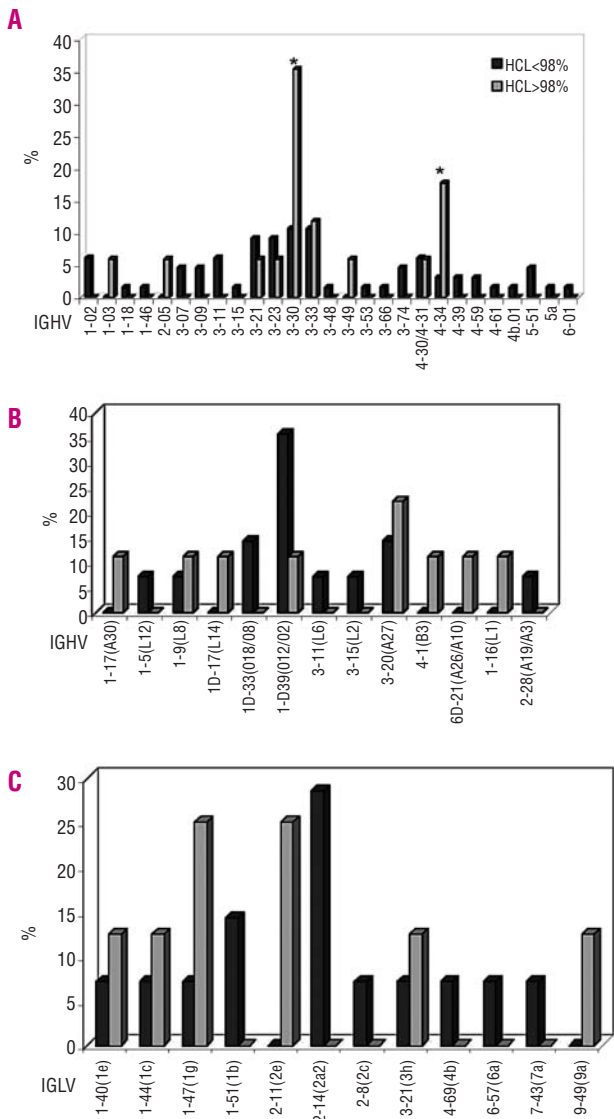 A
40
35
30
25
20
15
10
5
0
%
HCL<98%
HCL>98%
*
*
IGHV
1-02
1-03
1-18
1-46
2-05
3-07
3-09
3-11
3-15
3-21
3-23
3-30
3-33
3-48
3-49
3-53
3-66
3-74
4-30/4-31
4-34
4-39
4-59
4-61
4b.01
5-51
5a
6-01
B
40
35
30
25
20
15
10
5
0
%
IGHV
1-17(A30)
1-5(L12)
1-9(L8)
1D-17(L14)
1D-33(018/08)
1-D39(012/02)
3-11(L6)
3-15(L2)
3-20(A27)
4-1(B3)
6D-21(A26/A10)
1-16(L1)
2-28(A19/A3)
C
30
25
20
15
10
5
0
%
IGLV
1-40(1e)
1-44(1c)
1-47(1g)
1-51(1b)
2-11(2e)
2-14(2a2)
2-8(2c)
3-21(3h)
4-69(4b)
6-57(6a)
7-43(7a)
9-49(9a)